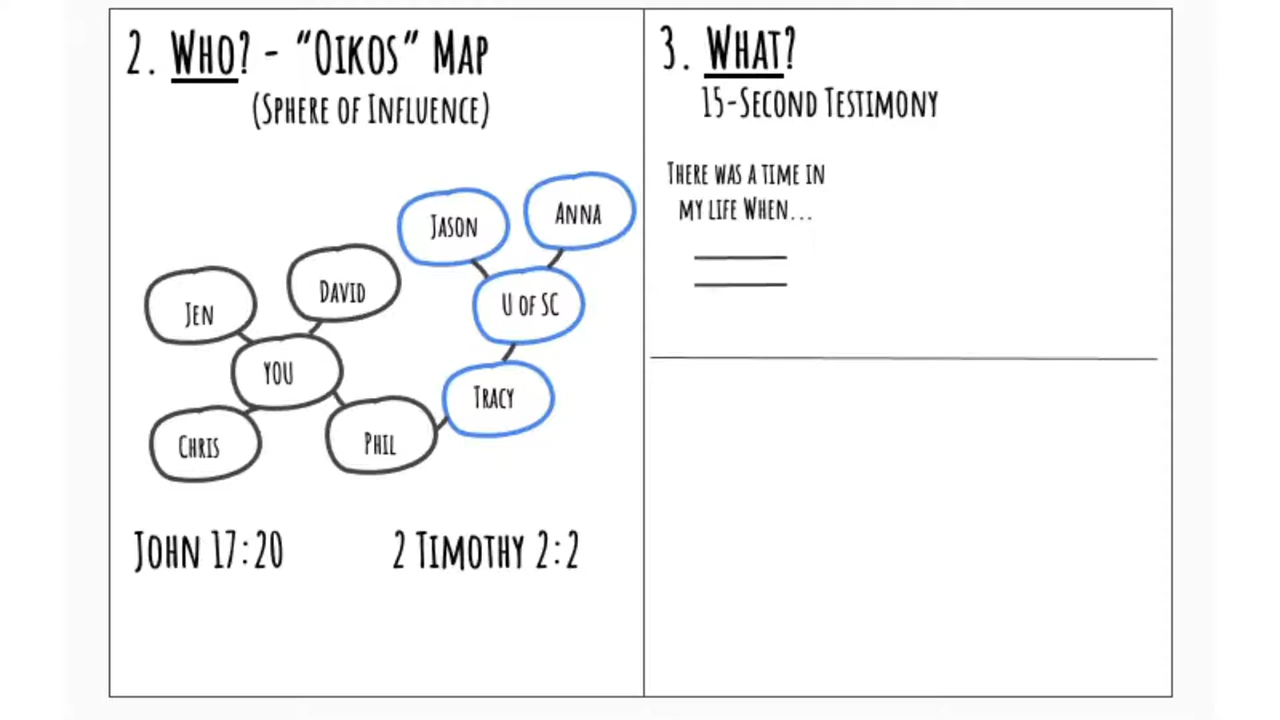 2. Who? - "Oikos" Map
(Sphere of Influence)
Jason
Anna
Jen
David
U of SC
YOU
Tracy
Chris
Phil
John 17:20
2 Timothy 2:2
3. What?
15-Second Testimony
There was a time in
my life When...